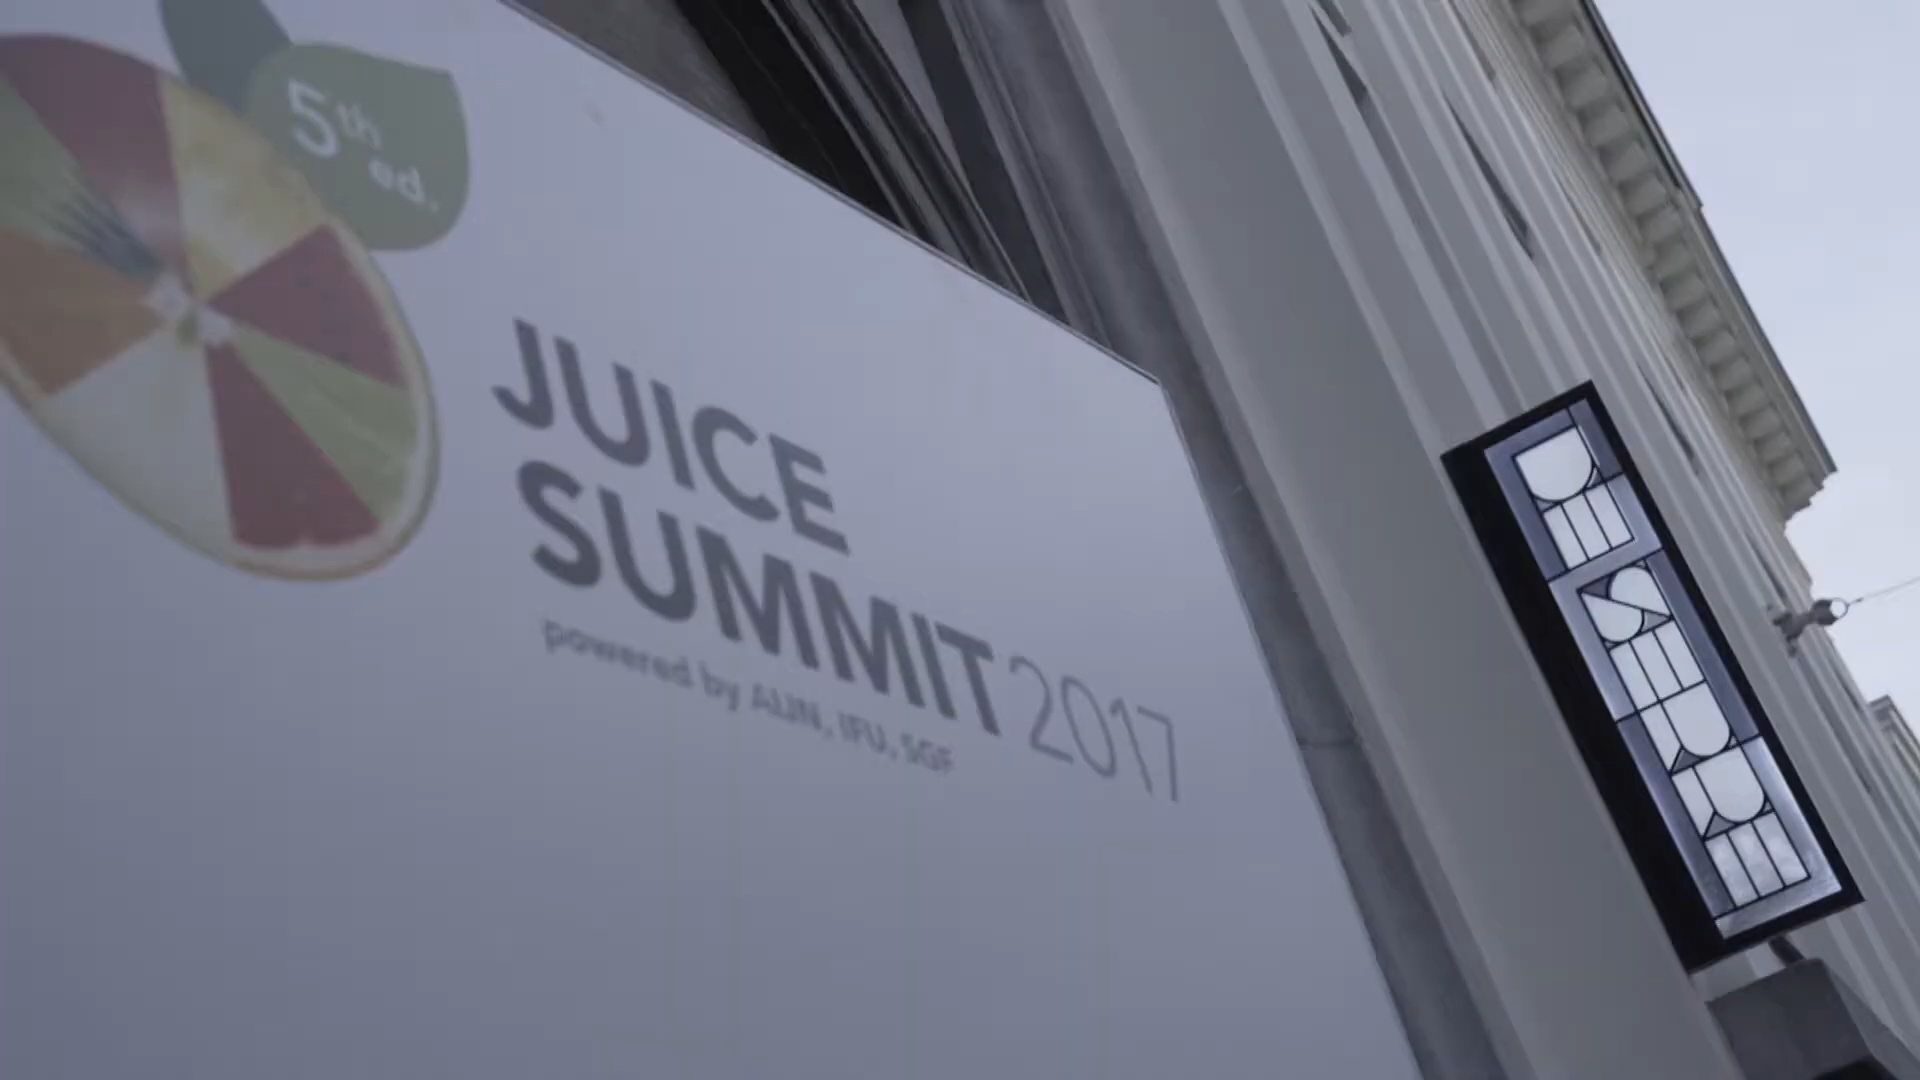 5th
ed.
JUICE
SUMMIT 2017
powered by AIJN, IFU, SGF